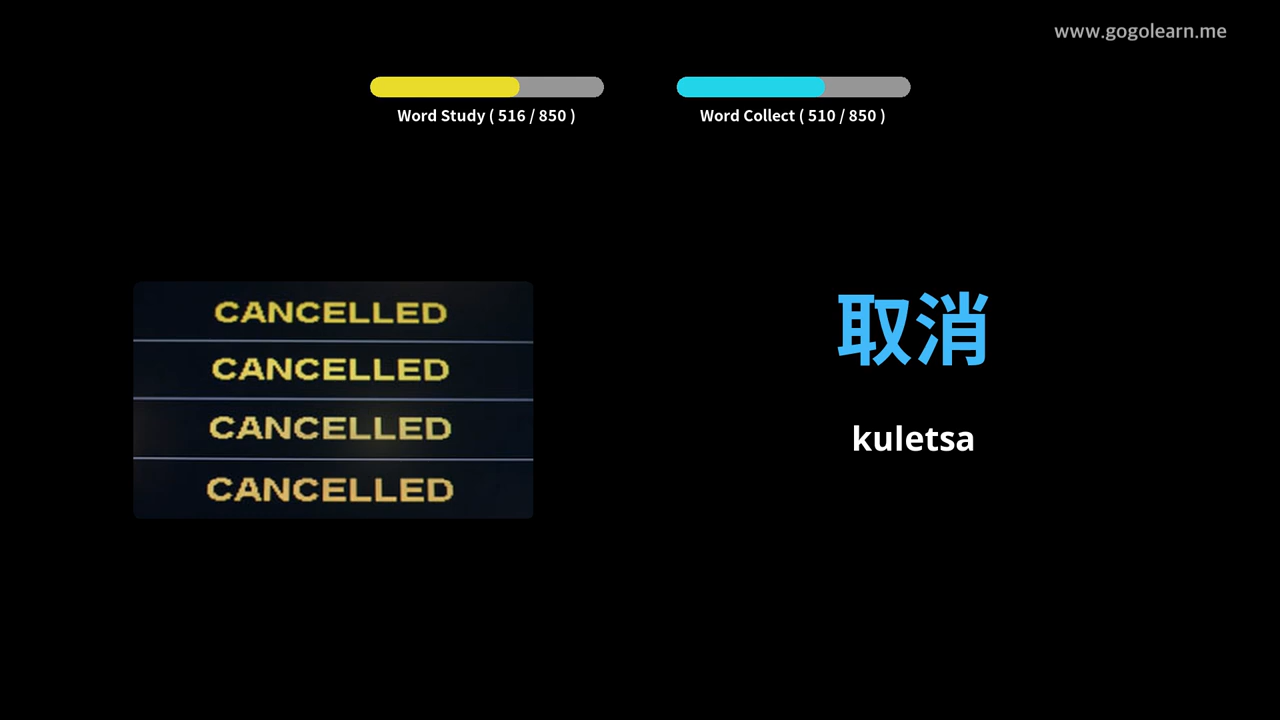 www.gogolearn.me
Word Study ( 516 / 850 )
Word Collect ( 510 / 850 )
CANCELLED
CANCELLED
CANCELLED
CANCELLED
取消
kuletsa